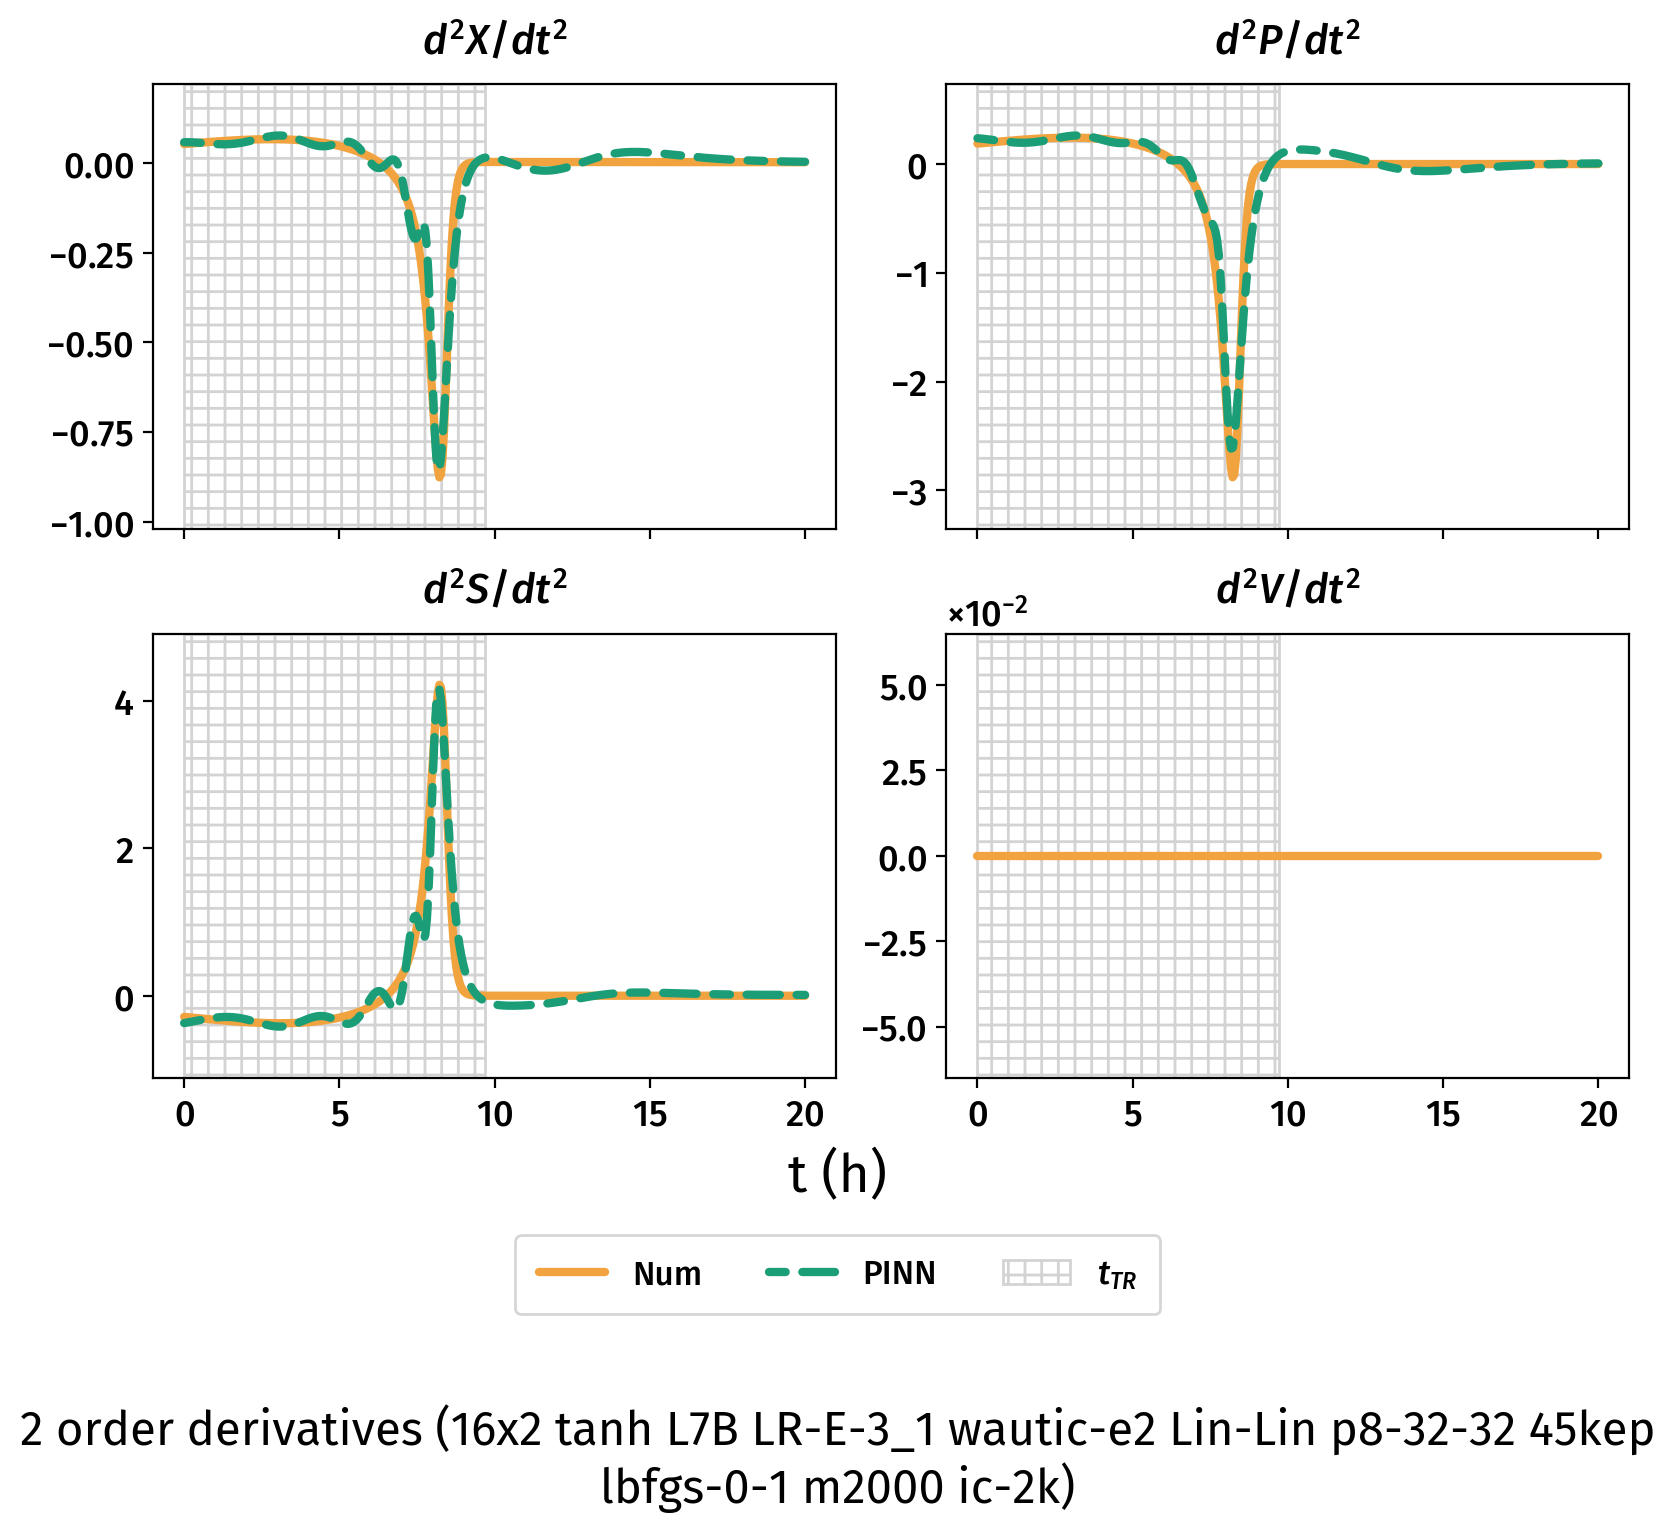 d²X/dt²
d²P/dt²
0.00
−0.25
−0.50
−0.75
−1.00
0
−1
−2
−3
d²S/dt²
d²V/dt²
×10⁻²
4
2
0
5.0
2.5
0.0
−2.5
−5.0
0 5 10 15 20
0 5 10 15 20
t (h)
Num PINN t_TR
2 order derivatives (16x2 tanh L7B LR-E-3_1 wautic-e2 Lin-Lin p8-32-32 45kep
lbfgs-0-1 m2000 ic-2k)